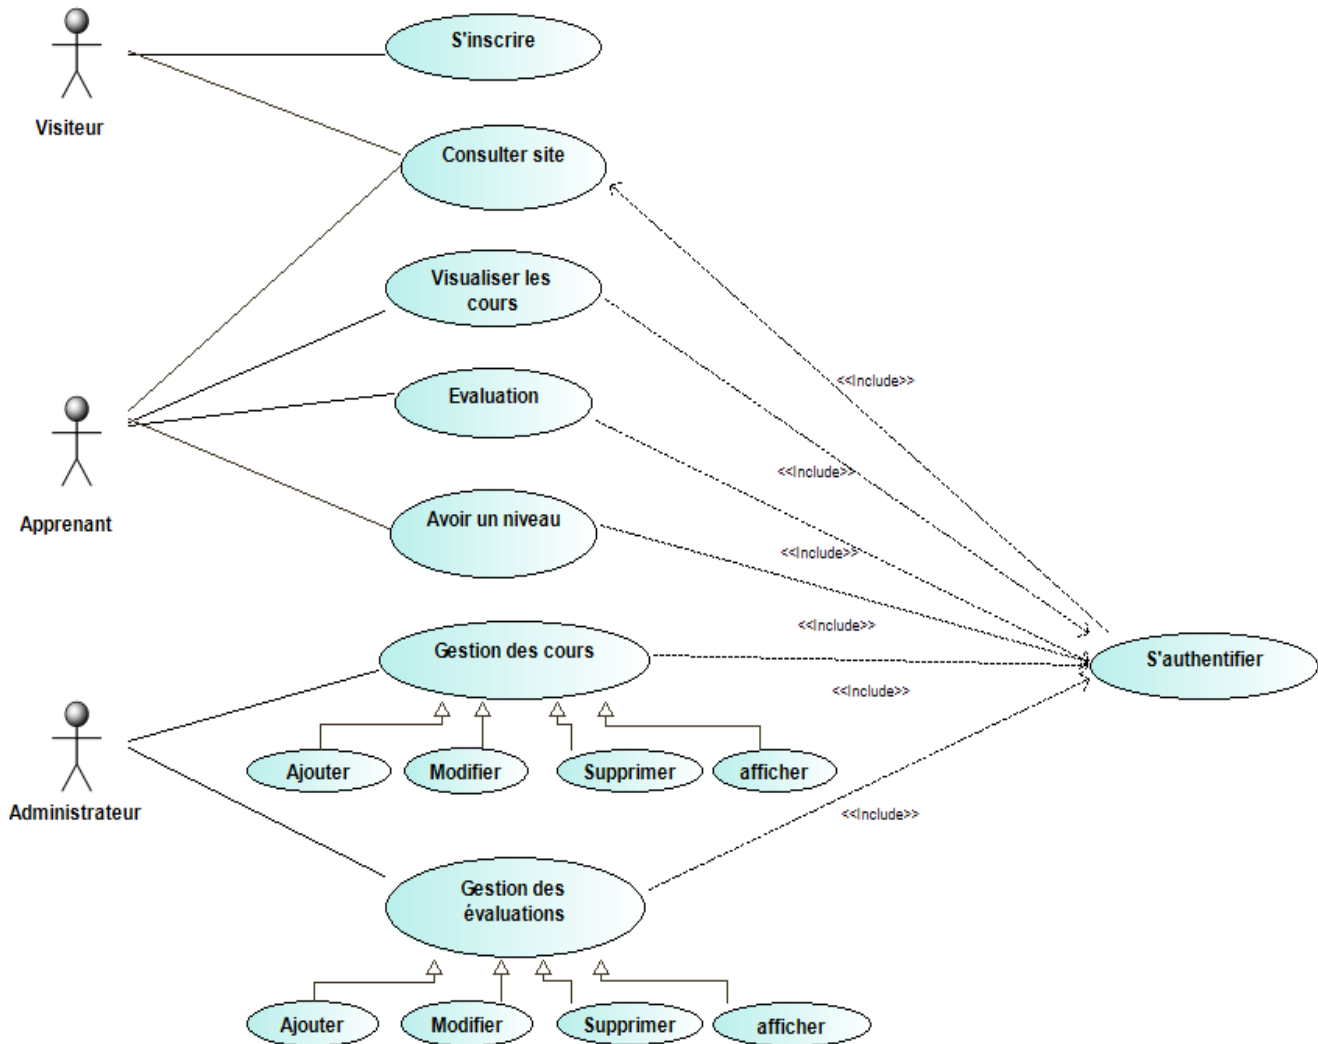 S'inscrire
Visiteur
Consulter site
Visualiser les
cours
<<Include>>
Evaluation
<<Include>>
Apprenant
Avoir un niveau
<<Include>>
<<Include>>
Gestion des cours
S'authentifier
<<Include>>
Ajouter
Modifier
Supprimer
afficher
Administrateur
<<Include>>
Gestion des
évaluations
Ajouter
Modifier
Supprimer
afficher